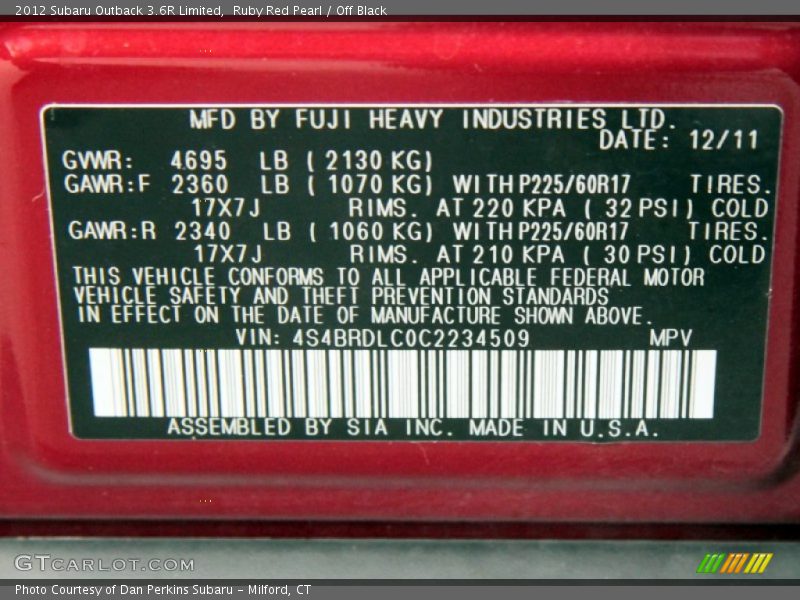 2012 Subaru Outback 3.6R Limited, Ruby Red Pearl / Off Black
MFD BY FUJI HEAVY INDUSTRIES LTD.
DATE: 12/11
GVWR: 4695 LB ( 2130 KG)
GAWR:F 2360 LB ( 1070 KG) WITH P225/60R17 TIRES.
17X7J RIMS. AT 220 KPA ( 32 PSI) COLD
GAWR:R 2340 LB ( 1060 KG) WITH P225/60R17 TIRES.
17X7J RIMS. AT 210 KPA ( 30 PSI) COLD
THIS VEHICLE CONFORMS TO ALL APPLICABLE FEDERAL MOTOR
VEHICLE SAFETY AND THEFT PREVENTION STANDARDS
IN EFFECT ON THE DATE OF MANUFACTURE SHOWN ABOVE.
VIN: 4S4BRDLC0C2234509 MPV
ASSEMBLED BY SIA INC. MADE IN U.S.A.
GTCARLOT.COM
Photo Courtesy of Dan Perkins Subaru – Milford, CT